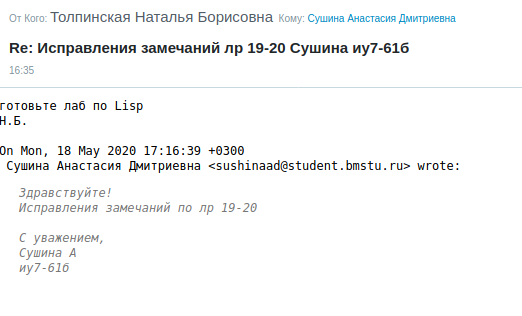 От Кого: Толпинская Наталья Борисовна Кому: Сушина Анастасия Дмитриевна
Re: Исправления замечаний лр 19-20 Сушина иу7-61б
16:35
готовьте лаб по Lisp
Н.Б.
On Mon, 18 May 2020 17:16:39 +0300
Сушина Анастасия Дмитриевна <sushinaad@student.bmstu.ru> wrote:
Здравствуйте!
Исправления замечаний по лр 19-20
С уважением,
Сушина А
иу7-61б